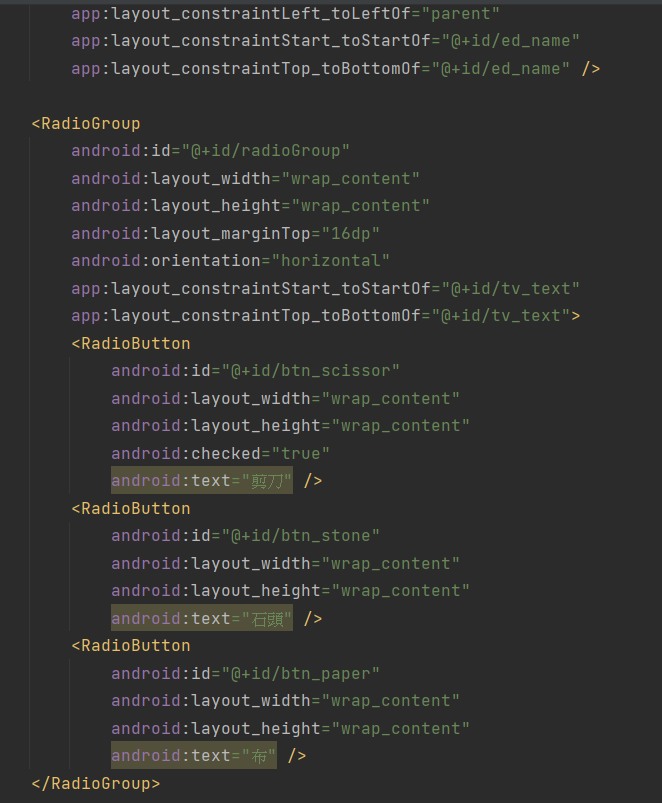 app:layout_constraintLeft_toLeftOf="parent"
app:layout_constraintStart_toStartOf="@+id/ed_name"
app:layout_constraintTop_toBottomOf="@+id/ed_name" />
<RadioGroup
android:id="@+id/radioGroup"
android:layout_width="wrap_content"
android:layout_height="wrap_content"
android:layout_marginTop="16dp"
android:orientation="horizontal"
app:layout_constraintStart_toStartOf="@+id/tv_text"
app:layout_constraintTop_toBottomOf="@+id/tv_text">
<RadioButton
android:id="@+id/btn_scissor"
android:layout_width="wrap_content"
android:layout_height="wrap_content"
android:checked="true"
android:text="剪刀" />
<RadioButton
android:id="@+id/btn_stone"
android:layout_width="wrap_content"
android:layout_height="wrap_content"
android:text="石頭" />
<RadioButton
android:id="@+id/btn_paper"
android:layout_width="wrap_content"
android:layout_height="wrap_content"
android:text="布" />
</RadioGroup>